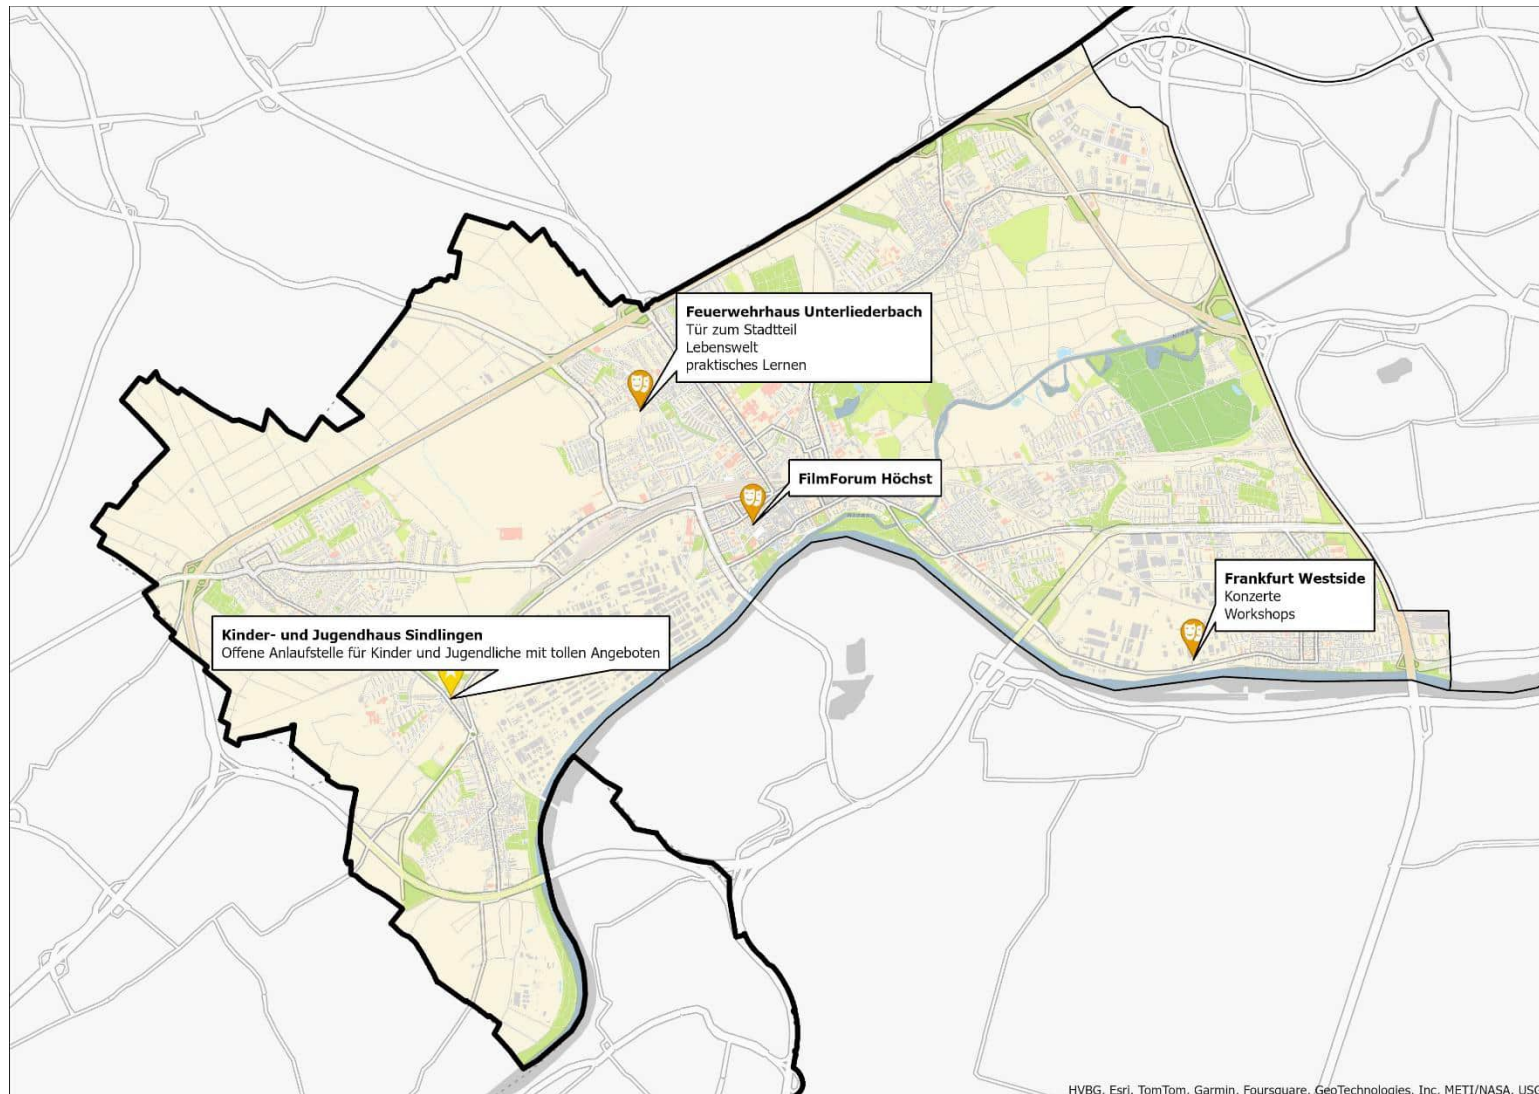 Feuerwehrhaus Unterliederbach
Tür zum Stadtteil
Lebenswelt
praktisches Lernen
FilmForum Höchst
Frankfurt Westside
Konzerte
Workshops
Kinder- und Jugendhaus Sindlingen
Offene Anlaufstelle für Kinder und Jugendliche mit tollen Angeboten
HVBG, Esri, TomTom, Garmin, Foursquare, GeoTechnologies, Inc, METI/NASA, USG